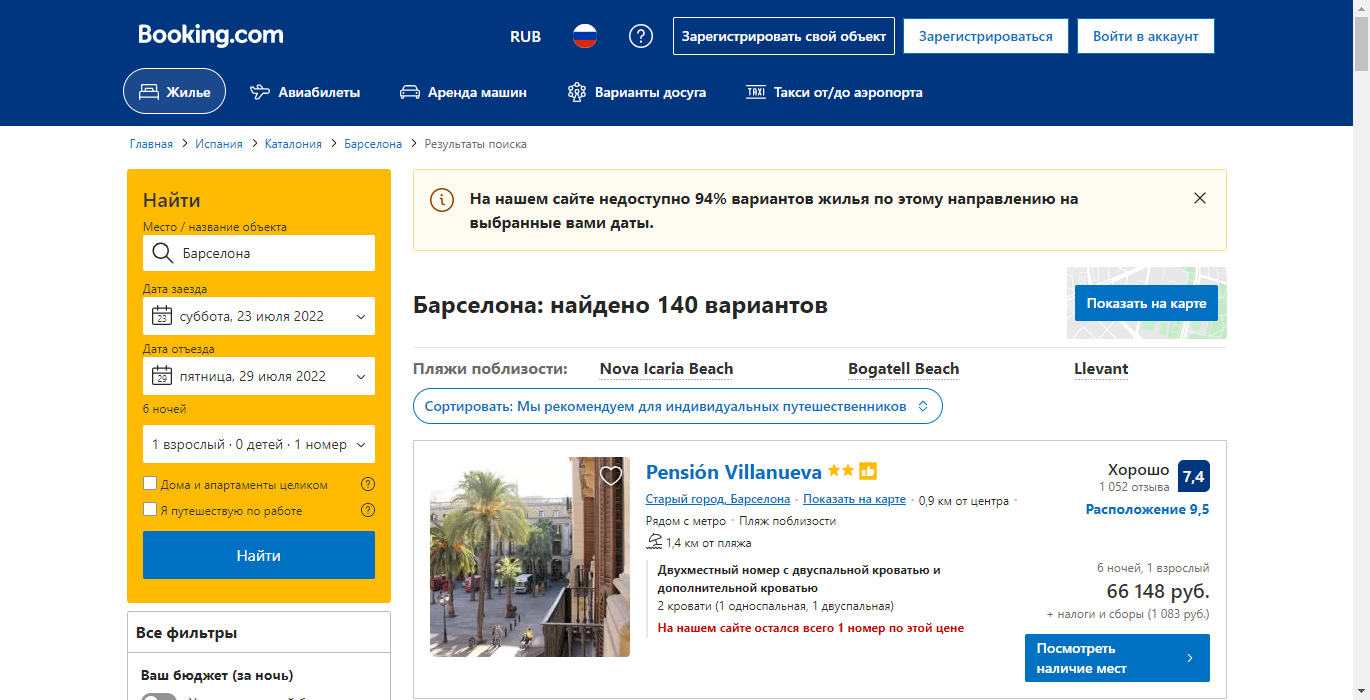 Booking.com
RUB
Зарегистрировать свой объект
Зарегистрироваться
Войти в аккаунт
Жилье
Авиабилеты
Аренда машин
Варианты досуга
TAXI
Такси от/до аэропорта
Главная > Испания > Каталония > Барселона > Результаты поиска
Найти
Место / название объекта
Барселона
Дата заезда
23
суббота, 23 июля 2022
Дата отъезда
29
пятница, 29 июля 2022
6 ночей
1 взрослый · 0 детей · 1 номер
Дома и апартаменты целиком
Я путешествую по работе
Найти
Все фильтры
Ваш бюджет (за ночь)
На нашем сайте недоступно 94% вариантов жилья по этому направлению на
выбранные вами даты.
Барселона: найдено 140 вариантов
Показать на карте
Пляжи поблизости:
Nova Icaria Beach
Bogatell Beach
Llevant
Сортировать: Мы рекомендуем для индивидуальных путешественников
Pensión Villanueva
Старый город, Барселона · Показать на карте · 0,9 км от центра ·
Рядом с метро · Пляж поблизости
1,4 км от пляжа
Двухместный номер с двуспальной кроватью и
дополнительной кроватью
2 кровати (1 односпальная, 1 двуспальная)
На нашем сайте остался всего 1 номер по этой цене
Хорошо
7,4
1 052 отзыва
Расположение 9,5
6 ночей, 1 взрослый
66 148 руб.
+ налоги и сборы (1 083 руб.)
Посмотреть
наличие мест